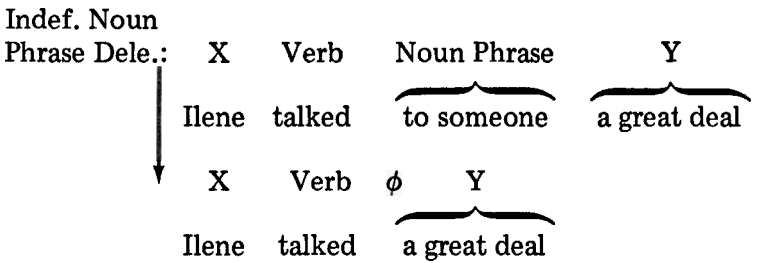 Indef. Noun
Phrase Dele.: X Verb Noun Phrase Y
Ilene talked to someone a great deal
X Verb ϕ Y
Ilene talked a great deal